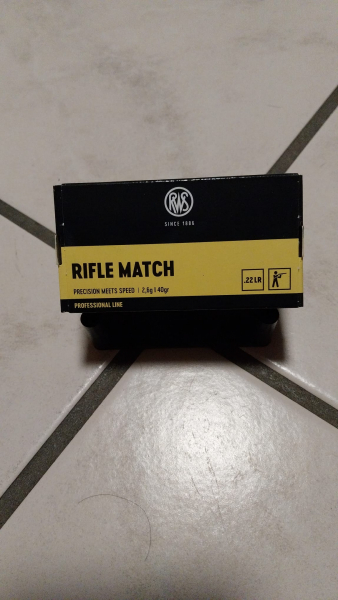 RWS
SINCE 1886
RIFLE MATCH
PRECISION MEETS SPEED | 2,6g | 40gr
.22 LR
PROFESSIONAL LINE